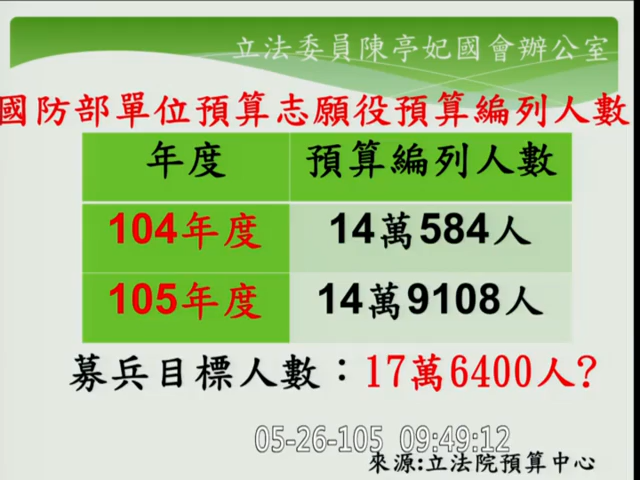 立法委員陳亭妃國會辦公室
國防部單位預算志願役預算編列人數
年度 預算編列人數
104年度 14萬584人
105年度 14萬9108人
募兵目標人數：17萬6400人?
05-26-105 09:49:12
來源:立法院預算中心